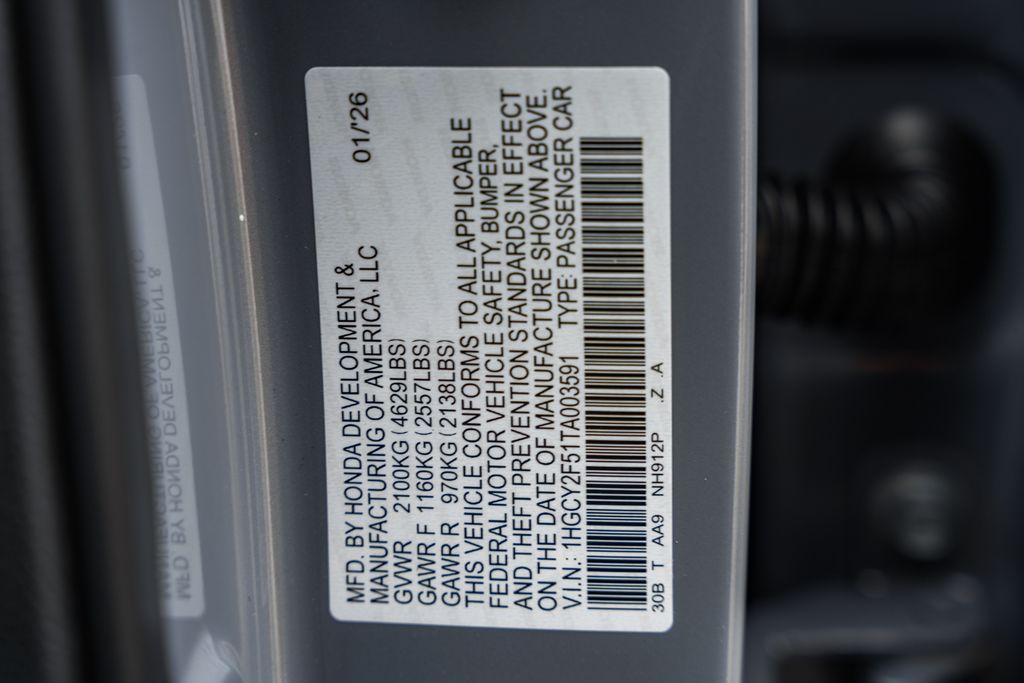 01/'26
MFD. BY HONDA DEVELOPMENT &
MANUFACTURING OF AMERICA, LLC
GVWR 2100KG (4629LBS)
GAWR F 1160KG (2557LBS)
GAWR R 970KG (2138LBS)
THIS VEHICLE CONFORMS TO ALL APPLICABLE
FEDERAL MOTOR VEHICLE SAFETY, BUMPER,
AND THEFT PREVENTION STANDARDS IN EFFECT
ON THE DATE OF MANUFACTURE SHOWN ABOVE.
V.I.N.: 1HGCY2F51TA003591 TYPE: PASSENGER CAR
30B T AA9 NH912P .Z .A